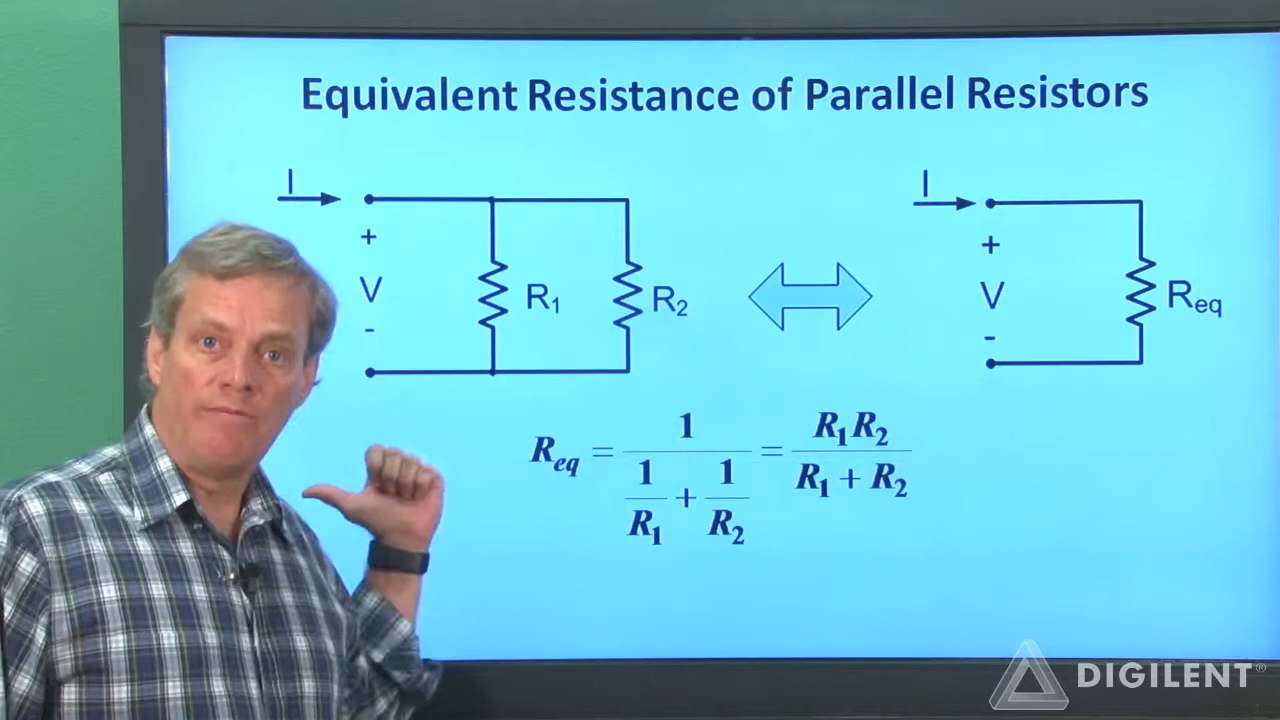 Equivalent Resistance of Parallel Resistors
I
+
V
-
R₁
R₂
I
+
V
-
Req
Req = 1 / (1/R₁ + 1/R₂) = R₁R₂ / (R₁ + R₂)
DIGILENT®